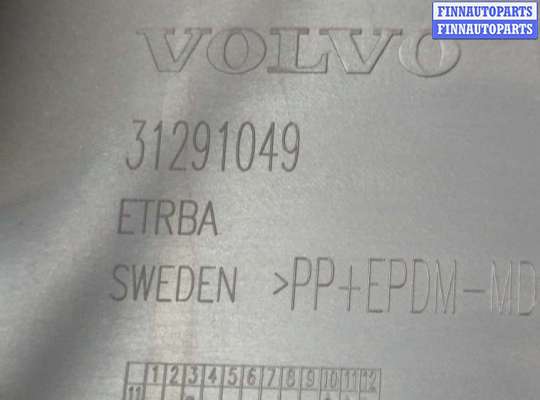 FINNAUTOPARTS
FINNAUTOPARTS
VOLVO
31291049
ETRBA
SWEDEN >PP+EPDM-MD
1 2 3 4 5 6 7 8 9 10 11 12
11